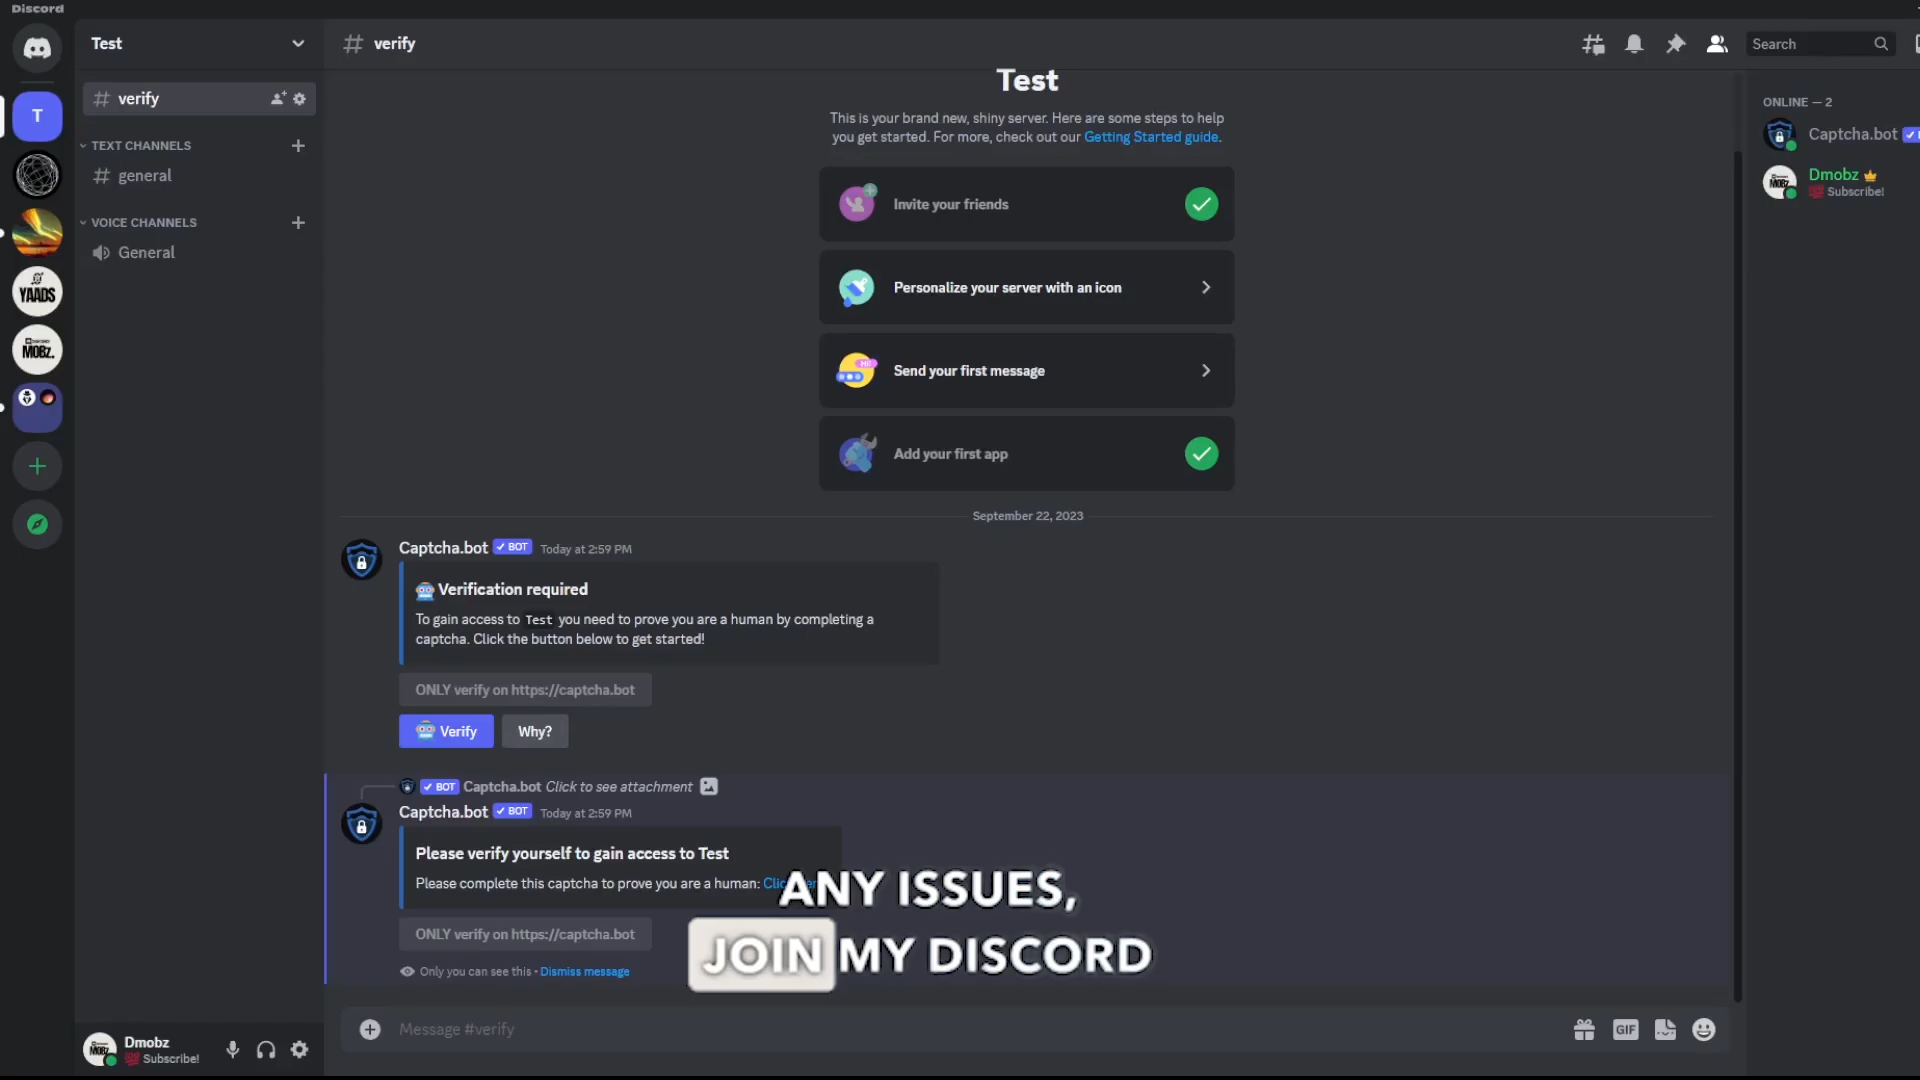 Discord
Test
verify
TEXT CHANNELS
general
VOICE CHANNELS
General
T
YAADS
MOBZ.
verify
Search
Test
This is your brand new, shiny server. Here are some steps to help
you get started. For more, check out our Getting Started guide.
Invite your friends
Personalize your server with an icon
Send your first message
Add your first app
September 22, 2023
Captcha.bot BOT Today at 2:59 PM
Verification required
To gain access to Test you need to prove you are a human by completing a
captcha. Click the button below to get started!
ONLY verify on https://captcha.bot
Verify Why?
BOT Captcha.bot Click to see attachment
Captcha.bot BOT Today at 2:59 PM
Please verify yourself to gain access to Test
Please complete this captcha to prove you are a human:
ONLY verify on https://captcha.bot
Only you can see this • Dismiss message
ANY ISSUES,
JOIN MY DISCORD
Message #verify
GIF
Dmobz
Subscribe!
ONLINE — 2
Captcha.bot
Dmobz
Subscribe!